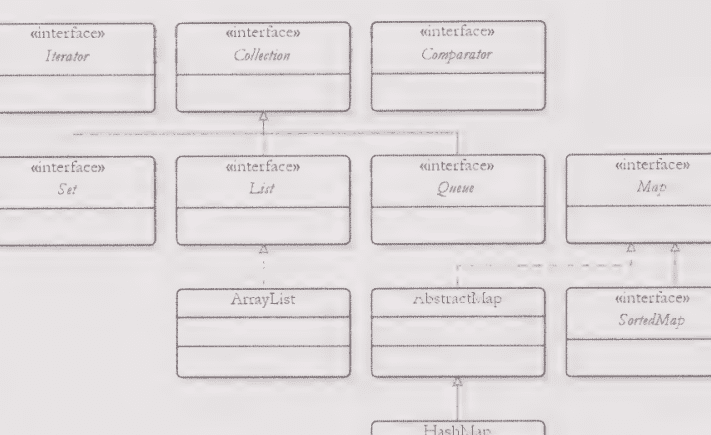 «interface»
Iterator
«interface»
Collection
«interface»
Comparator
«interface»
Set
«interface»
List
«interface»
Queue
«interface»
Map
ArrayList
AbstractMap
«interface»
SortedMap
HashMap